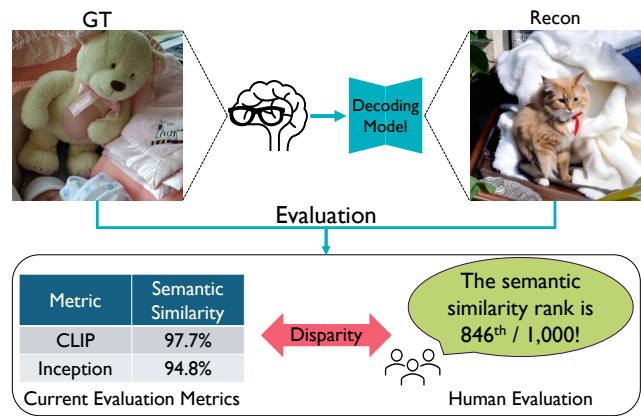 GT
Recon
Decoding
Model
Evaluation
Metric
Semantic
Similarity
CLIP
97.7%
Inception
94.8%
Current Evaluation Metrics
Disparity
The semantic
similarity rank is
846th / 1,000!
Human Evaluation